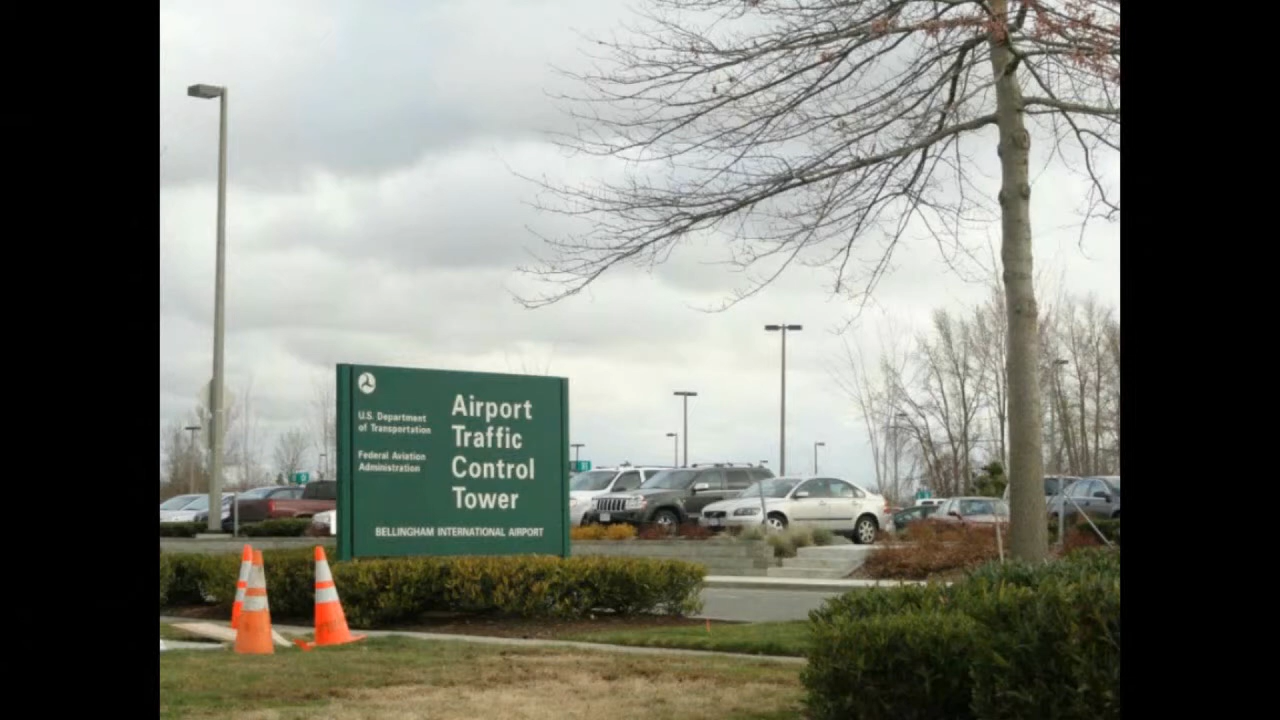 U.S. Department
of Transportation
Federal Aviation
Administration
Airport
Traffic
Control
Tower
BELLINGHAM INTERNATIONAL AIRPORT